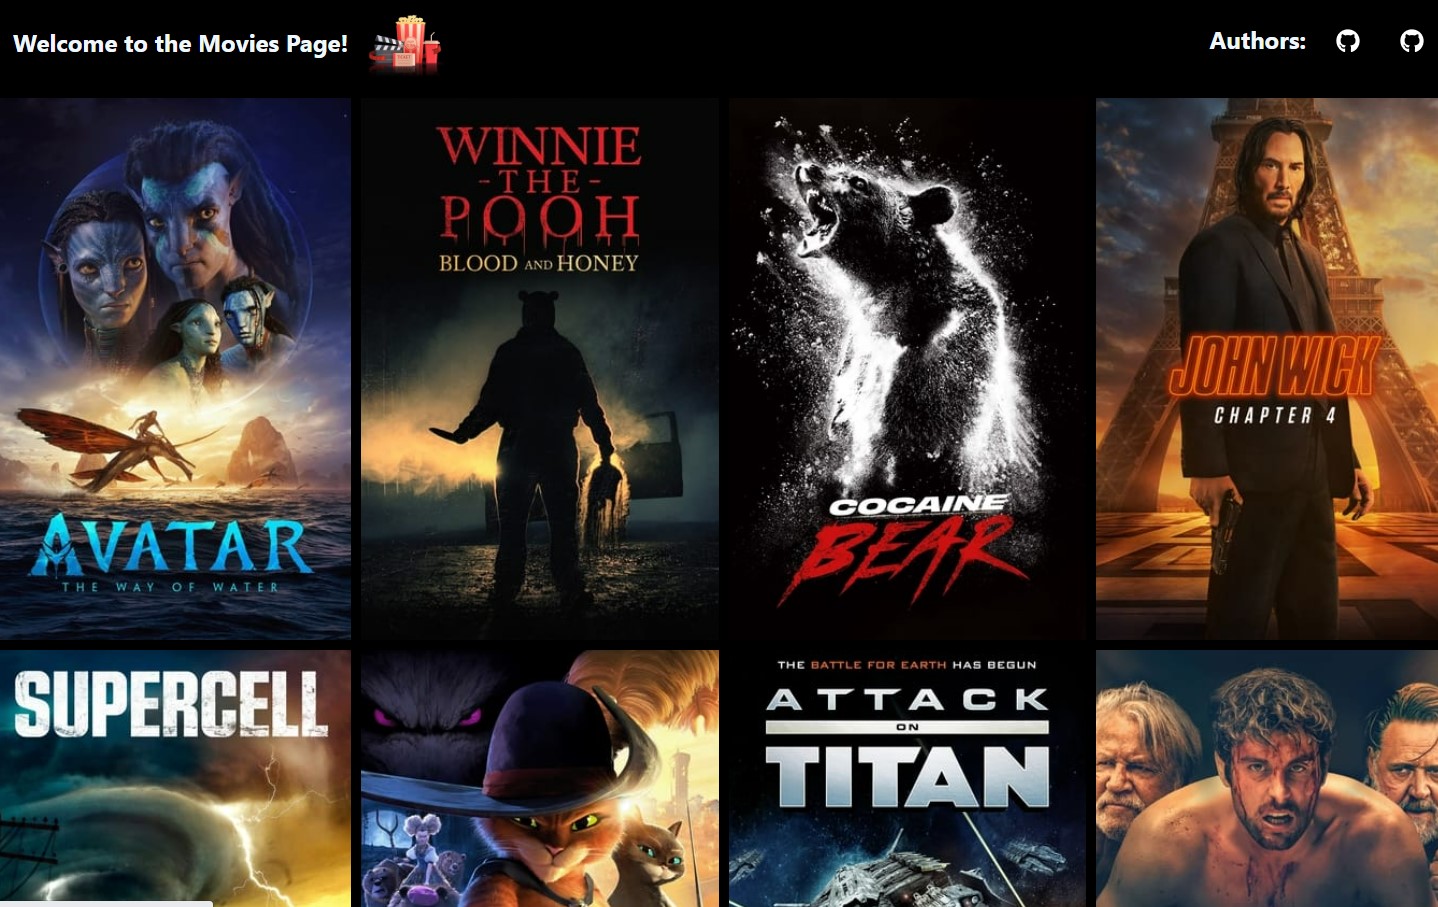 Welcome to the Movies Page!
Authors:
AVATAR
THE WAY OF WATER
WINNIE
-THE-
POOH
BLOOD AND HONEY
COCAINE
BEAR
JOHN WICK
CHAPTER 4
SUPERCELL
THE BATTLE FOR EARTH HAS BEGUN
ATTACK
ON
TITAN